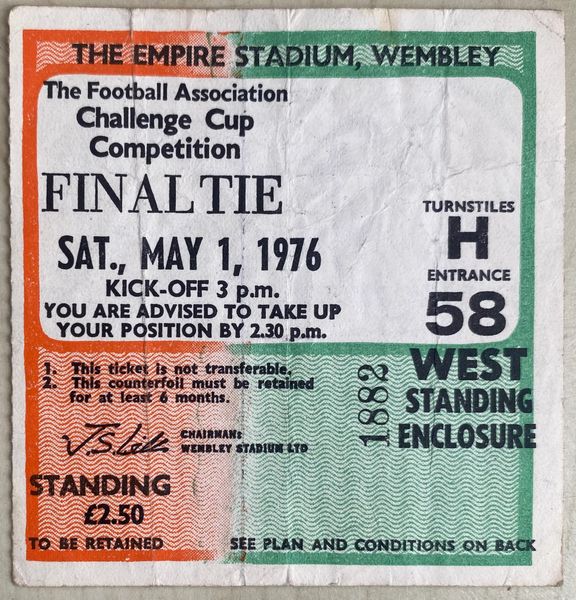 THE EMPIRE STADIUM, WEMBLEY
The Football Association
Challenge Cup
Competition
FINAL TIE
SAT., MAY 1, 1976
KICK-OFF 3 p.m.
YOU ARE ADVISED TO TAKE UP
YOUR POSITION BY 2.30 p.m.
TURNSTILES
H
ENTRANCE
58
WEST
STANDING
ENCLOSURE
1882
1. This ticket is not transferable.
2. This counterfoil must be retained
for at least 6 months.
CHAIRMAN:
WEMBLEY STADIUM LTD
STANDING
£2.50
TO BE RETAINED
SEE PLAN AND CONDITIONS ON BACK